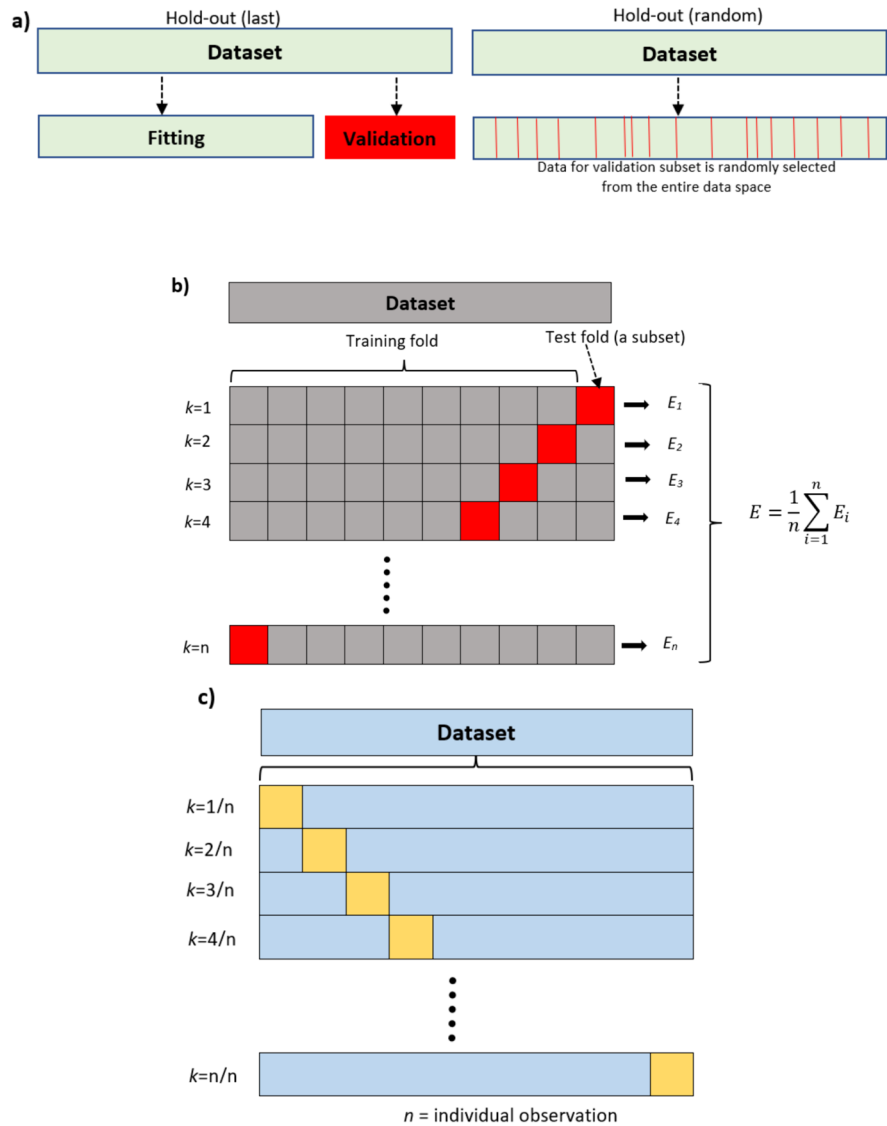 a)
Hold-out (last)
Dataset
Fitting
Validation
Hold-out (random)
Dataset
Data for validation subset is randomly selected
from the entire data space
b)
Dataset
Training fold
Test fold (a subset)
k=1
E₁
k=2
E₂
k=3
E₃
k=4
E₄
k=n
Eₙ
E = 1/n ∑ⁿᵢ₌₁ Eᵢ
c)
Dataset
k=1/n
k=2/n
k=3/n
k=4/n
k=n/n
n = individual observation